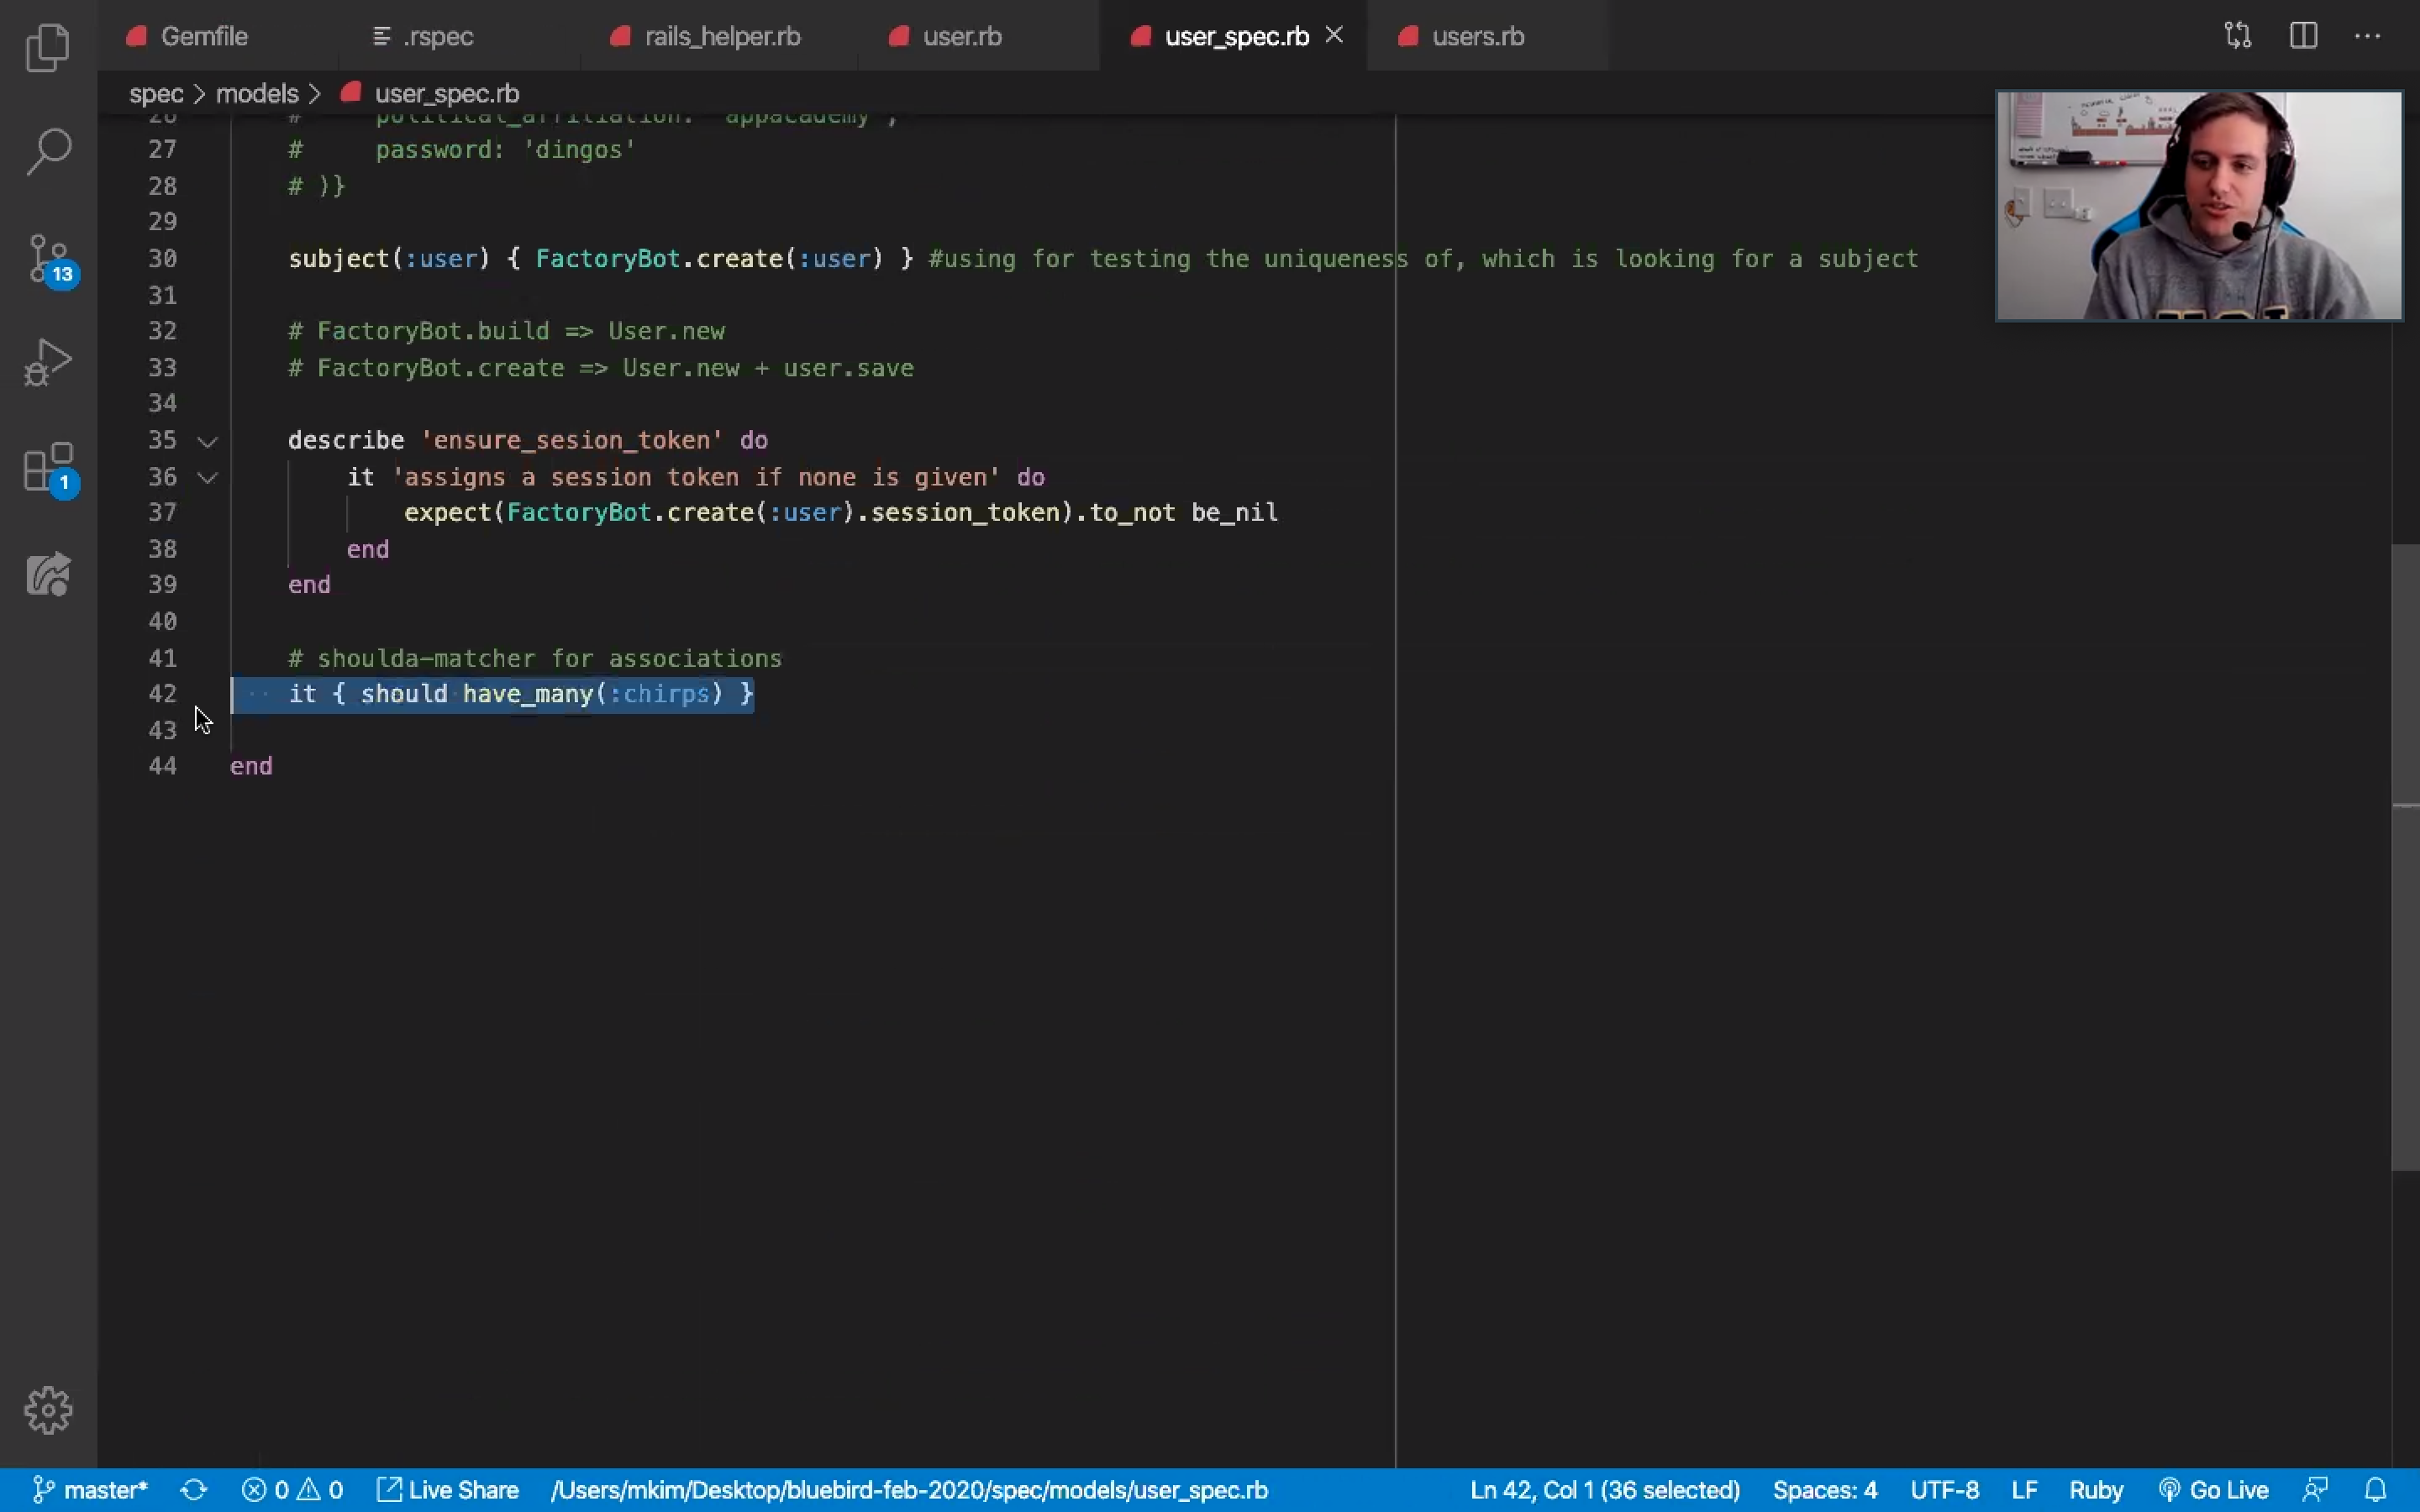 Gemfile .rspec rails_helper.rb user.rb user_spec.rb users.rb
spec > models > user_spec.rb
26 # political_affiliation: 'appacademy',
27 # password: 'dingos'
28 # )}
29
30 subject(:user) { FactoryBot.create(:user) } #using for testing the uniqueness of, which is looking for a subject
31
32 # FactoryBot.build => User.new
33 # FactoryBot.create => User.new + user.save
34
35 describe 'ensure_sesion_token' do
36 it 'assigns a session token if none is given' do
37 expect(FactoryBot.create(:user).session_token).to_not be_nil
38 end
39 end
40
41 # shoulda-matcher for associations
42 it { should have_many(:chirps) }
43
44 end
13
1
master* 0 0 Live Share /Users/mkim/Desktop/bluebird-feb-2020/spec/models/user_spec.rb Ln 42, Col 1 (36 selected) Spaces: 4 UTF-8 LF Ruby Go Live